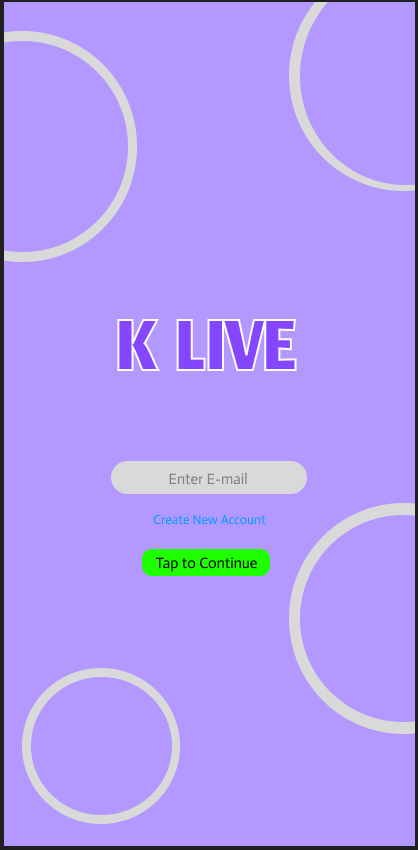 K LIVE
Enter E-mail
Create New Account
Tap to Continue